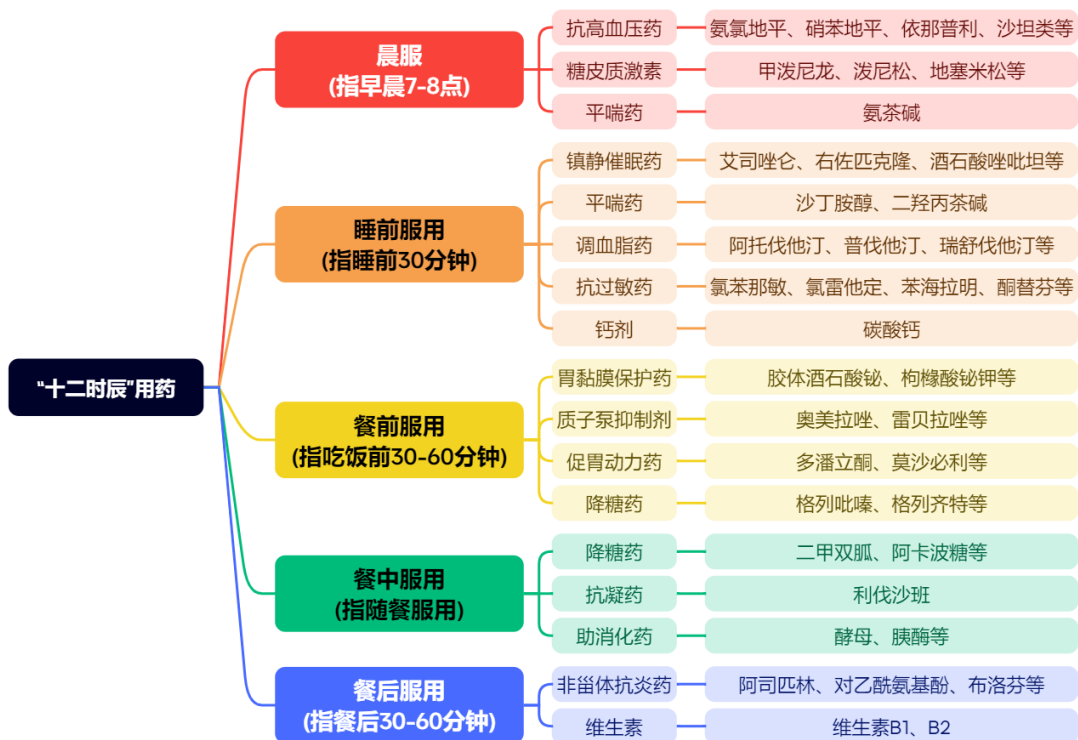 “十二时辰”用药
晨服
(指早晨7-8点)
抗高血压药
氨氯地平、硝苯地平、依那普利、沙坦类等
糖皮质激素
甲泼尼龙、泼尼松、地塞米松等
平喘药
氨茶碱
睡前服用
(指睡前30分钟)
镇静催眠药
艾司唑仑、右佐匹克隆、酒石酸唑吡坦等
平喘药
沙丁胺醇、二羟丙茶碱
调血脂药
阿托伐他汀、普伐他汀、瑞舒伐他汀等
抗过敏药
氯苯那敏、氯雷他定、苯海拉明、酮替芬等
钙剂
碳酸钙
餐前服用
(指吃饭前30-60分钟)
胃黏膜保护药
胶体酒石酸铋、枸橼酸铋钾等
质子泵抑制剂
奥美拉唑、雷贝拉唑等
促胃动力药
多潘立酮、莫沙必利等
降糖药
格列吡嗪、格列齐特等
餐中服用
(指随餐服用)
降糖药
二甲双胍、阿卡波糖等
抗凝药
利伐沙班
助消化药
酵母、胰酶等
餐后服用
(指餐后30-60分钟)
非甾体抗炎药
阿司匹林、对乙酰氨基酚、布洛芬等
维生素
维生素B1、B2